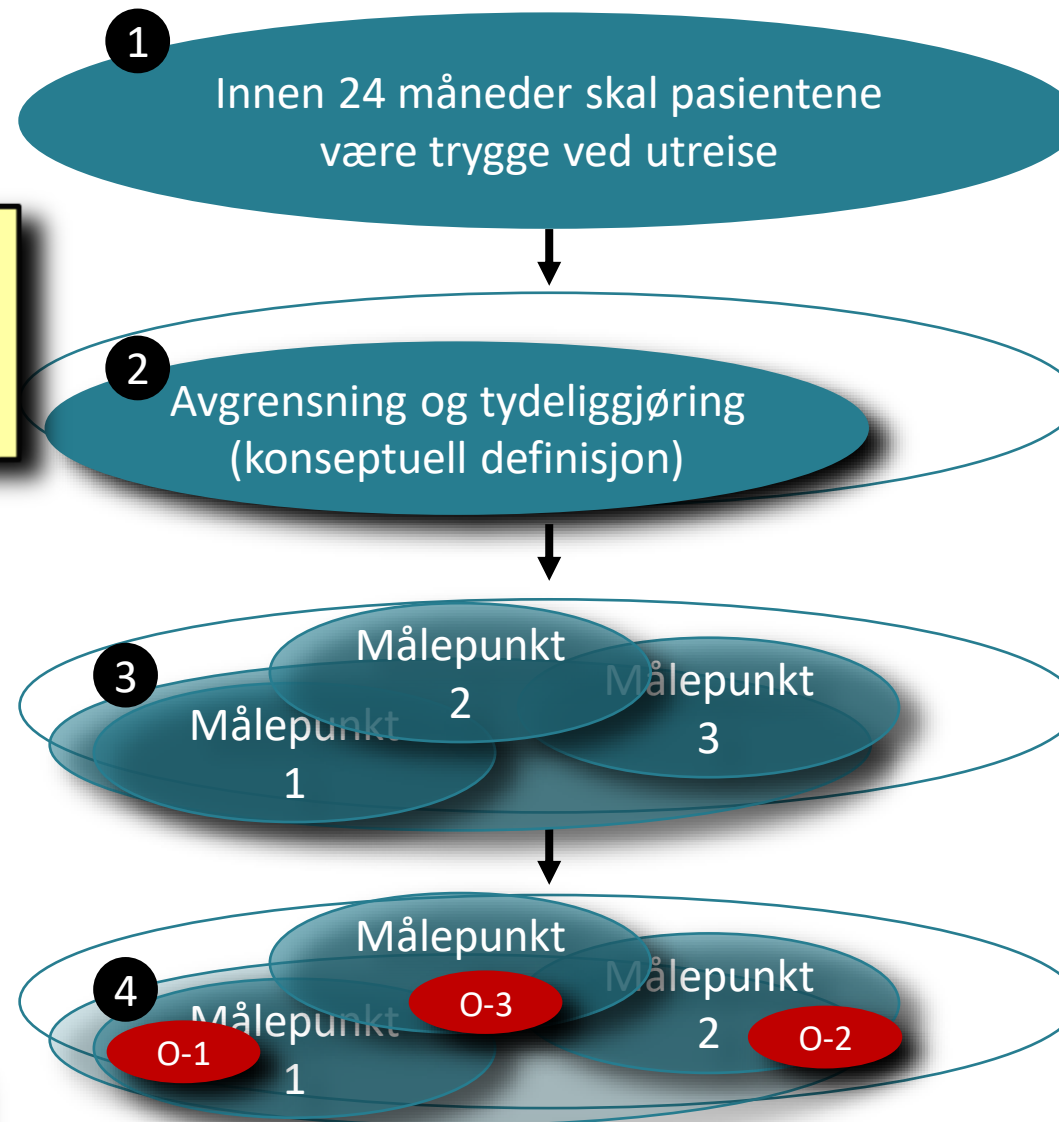 1
Innen 24 måneder skal pasientene
være trygge ved utreise
2
Avgrensning og tydeliggjøring
(konseptuell definisjon)
3
Målepunkt
2
Målepunkt
3
Målepunkt
1
4
Målepunkt
O-3
Målepunkt
2
O-2
Målepunkt
1
O-1